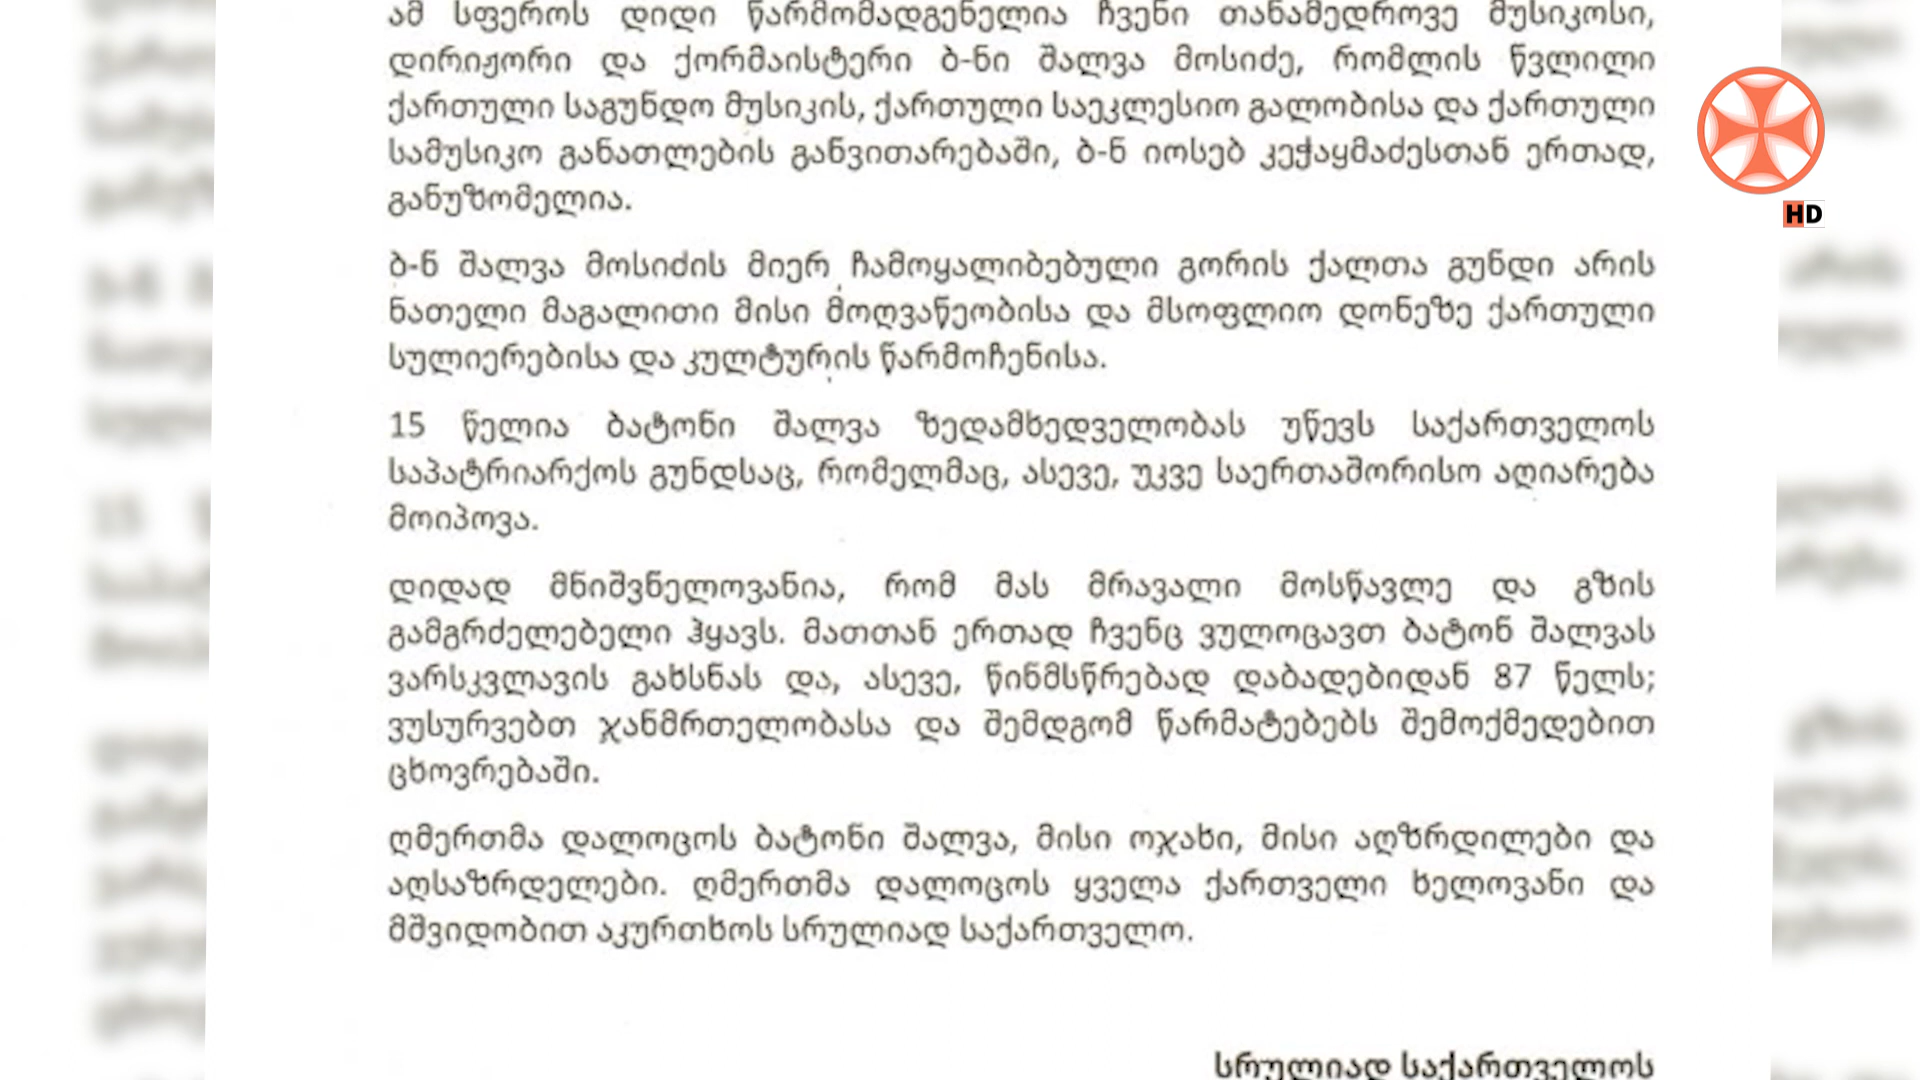 ამ სფეროს დიდი წარმომადგენელია ჩვენი თანამედროვე მუსიკოსი,
დირიჟორი და ქორმაისტერი ბ-ნი შალვა მოსიძე, რომლის წვლილი
ქართული საგუნდო მუსიკის, ქართული საეკლესიო გალობისა და ქართული
სამუსიკო განათლების განვითარებაში, ბ-ნ იოსებ კეჭაყმაძესთან ერთად,
განუზომელია.
ბ-ნ შალვა მოსიძის მიერ ჩამოყალიბებული გორის ქალთა გუნდი არის
ნათელი მაგალითი მისი მოღვაწეობისა და მსოფლიო დონეზე ქართული
სულიერებისა და კულტურის წარმოჩენისა.
15 წელია ბატონი შალვა ზედამხედველობას უწევს საქართველოს
საპატრიარქოს გუნდსაც, რომელმაც, ასევე, უკვე საერთაშორისო აღიარება
მოიპოვა.
დიდად მნიშვნელოვანია, რომ მას მრავალი მოსწავლე და გზის
გამგრძელებელი ჰყავს. მათთან ერთად ჩვენც ვულოცავთ ბატონ შალვას
ვარსკვლავის გახსნას და, ასევე, წინმსწრებად დაბადებიდან 87 წელს;
ვუსურვებთ ჯანმრთელობასა და შემდგომ წარმატებებს შემოქმედებით
ცხოვრებაში.
ღმერთმა დალოცოს ბატონი შალვა, მისი ოჯახი, მისი აღზრდილები და
აღსაზრდელები. ღმერთმა დალოცოს ყველა ქართველი ხელოვანი და
მშვიდობით აკურთხოს სრულიად საქართველო.
სრულიად საქართველოს
HD